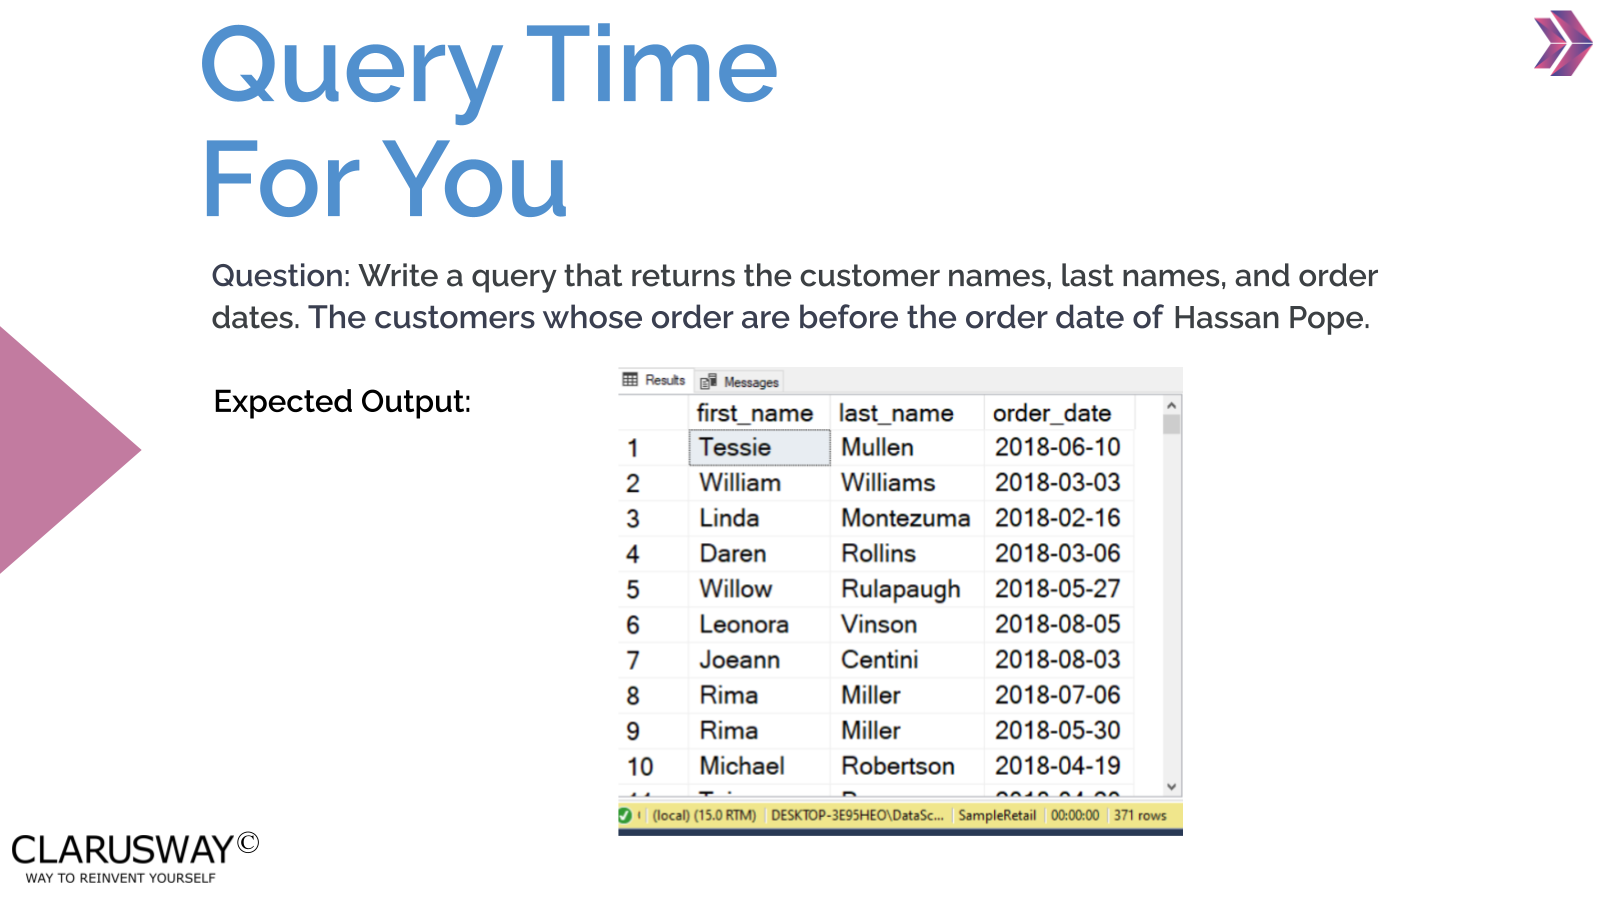 Query Time
For You
Question: Write a query that returns the customer names, last names, and order
dates. The customers whose order are before the order date of Hassan Pope.
Expected Output:
Results Messages
first_name last_name order_date
1 Tessie Mullen 2018-06-10
2 William Williams 2018-03-03
3 Linda Montezuma 2018-02-16
4 Daren Rollins 2018-03-06
5 Willow Rulapaugh 2018-05-27
6 Leonora Vinson 2018-08-05
7 Joeann Centini 2018-08-03
8 Rima Miller 2018-07-06
9 Rima Miller 2018-05-30
10 Michael Robertson 2018-04-19
(local) (15.0 RTM) DESKTOP-3E95HEO\DataSc... SampleRetail 00:00:00 371 rows
CLARUSWAY©
WAY TO REINVENT YOURSELF